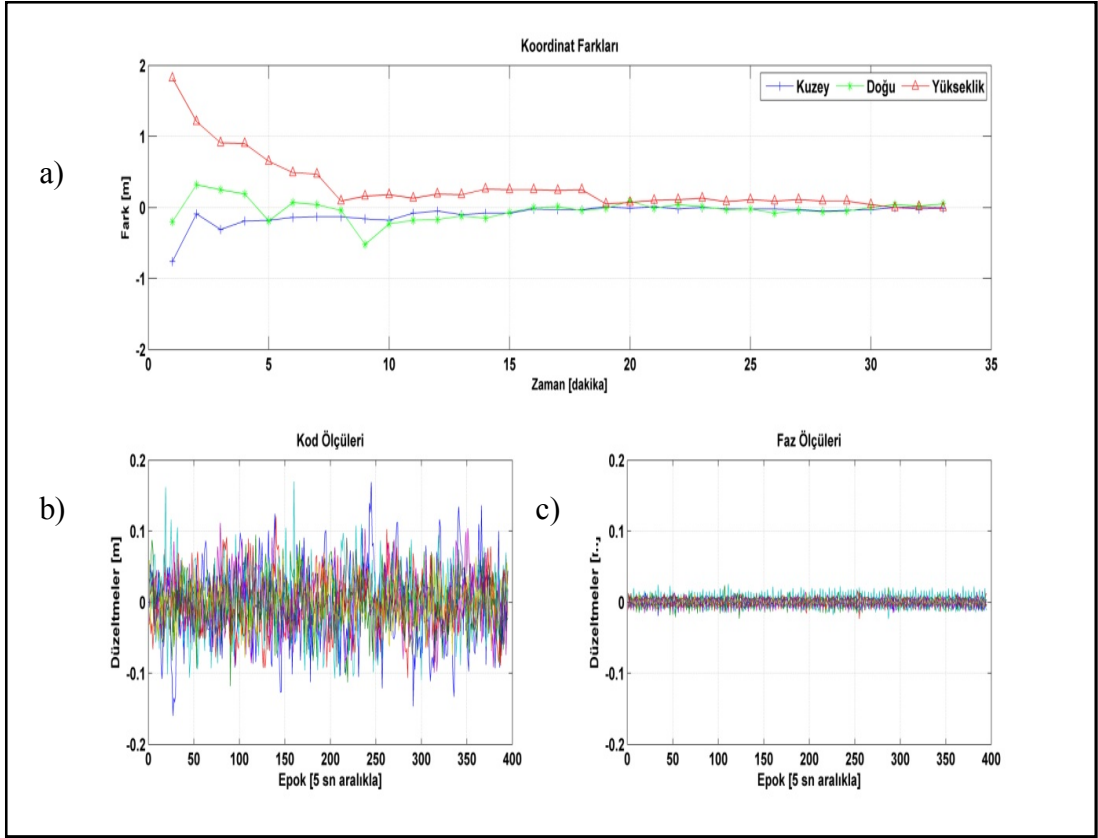 Koordinat Farkları
a)
Fark [m]
2
1
0
-1
-2
Kuzey Doğu Yükseklik
0 5 10 15 20 25 30 35
Zaman [dakika]
b)
Kod Ölçüleri
Düzeltmeler [m]
0.2
0.1
0
-0.1
-0.2
0 50 100 150 200 250 300 350 400
Epok [5 sn aralıkla]
c)
Faz Ölçüleri
Düzeltmeler [...]
0.2
0.1
0
-0.1
-0.2
0 50 100 150 200 250 300 350 400
Epok [5 sn aralıkla]